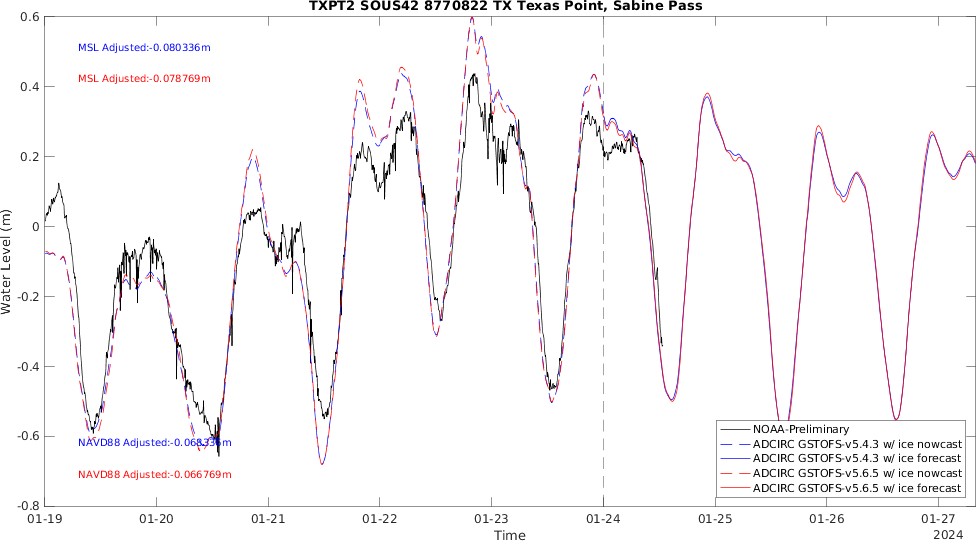 TXPT2 SOUS42 8770822 TX Texas Point, Sabine Pass
0.6
0.4
0.2
0
-0.2
-0.4
-0.6
-0.8
Water Level (m)
MSL Adjusted:-0.080336m
MSL Adjusted:-0.078769m
NAVD88 Adjusted:-0.068336m
NAVD88 Adjusted:-0.066769m
NOAA-Preliminary
ADCIRC GSTOFS-v5.4.3 w/ ice nowcast
ADCIRC GSTOFS-v5.4.3 w/ ice forecast
ADCIRC GSTOFS-v5.6.5 w/ ice nowcast
ADCIRC GSTOFS-v5.6.5 w/ ice forecast
01-19 01-20 01-21 01-22 01-23 01-24 01-25 01-26 01-27
Time
2024